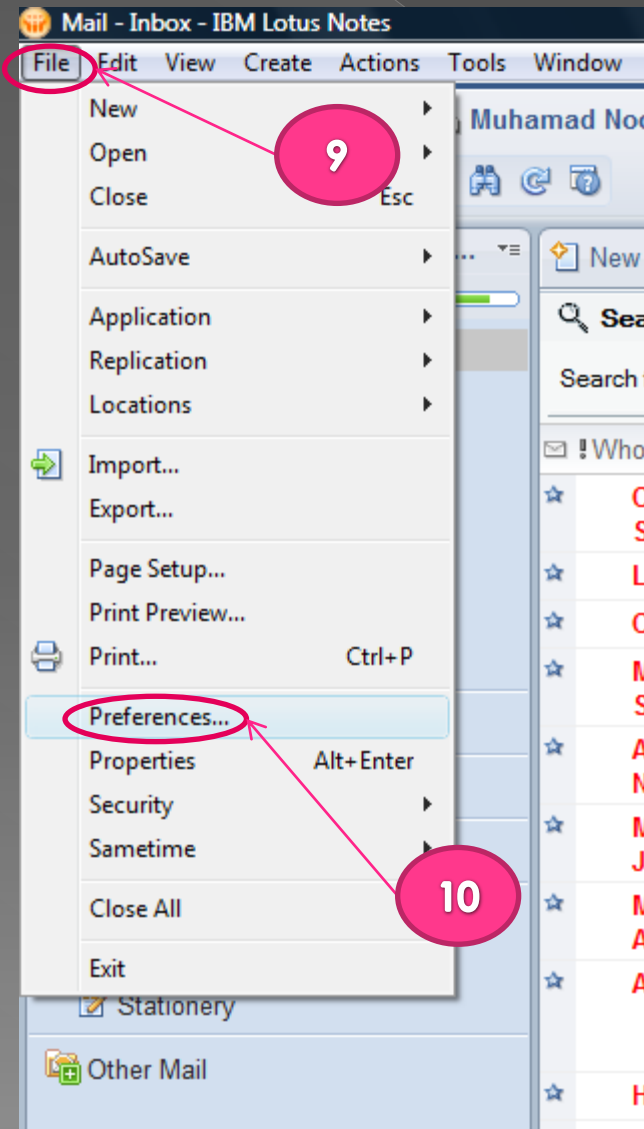 Mail - Inbox - IBM Lotus Notes
File Edit View Create Actions Tools Window
New
Open
Close Esc
AutoSave
Application
Replication
Locations
Import...
Export...
Page Setup...
Print Preview...
Print... Ctrl+P
Preferences...
Properties Alt+Enter
Security
Sametime
Close All
Exit
9
10
Muhamad
...
New
Search
Who
Stationery
Other Mail